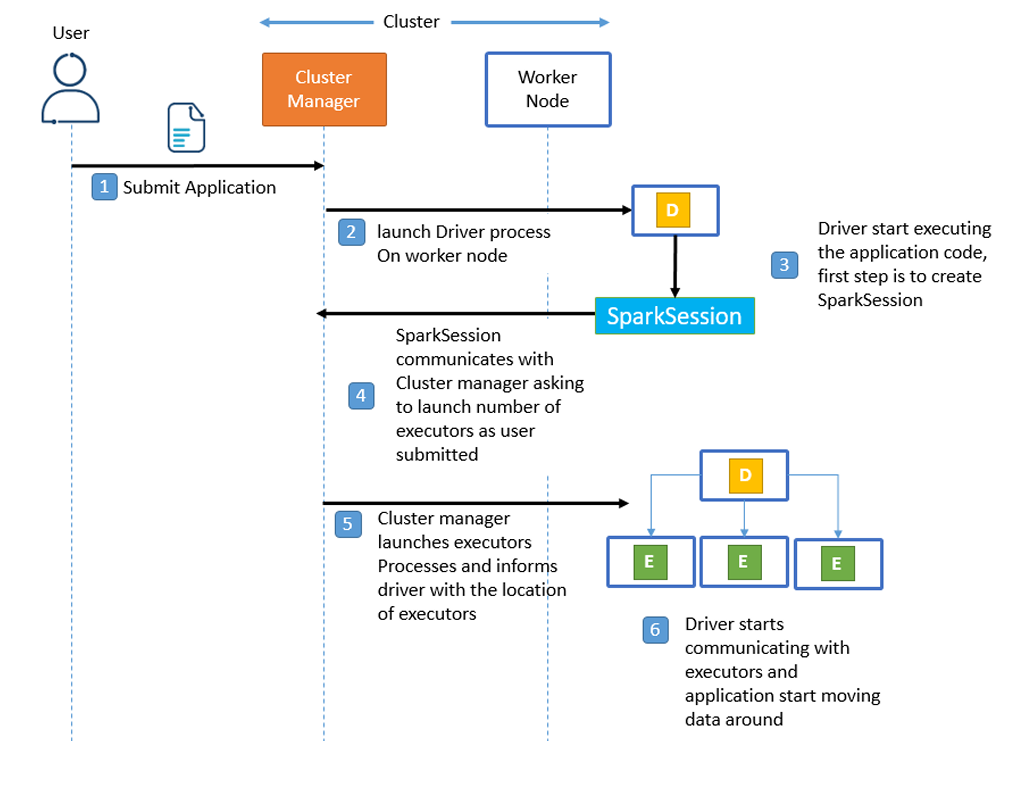 User
Cluster
Cluster
Manager
Worker
Node
1 Submit Application
2 launch Driver process
On worker node
D
3 Driver start executing
the application code,
first step is to create
SparkSession
SparkSession
4 SparkSession
communicates with
Cluster manager asking
to launch number of
executors as user
submitted
5 Cluster manager
launches executors
Processes and informs
driver with the location
of executors
D
E E E
6 Driver starts
communicating with
executors and
application start moving
data around